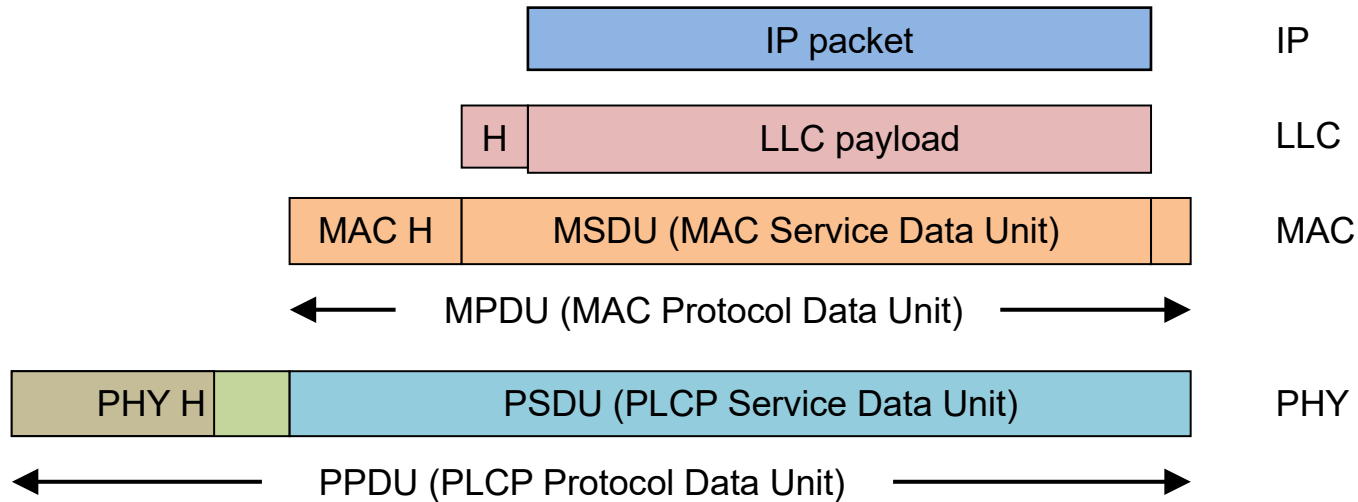 IP packet IP
H LLC payload LLC
MAC H MSDU (MAC Service Data Unit) MAC
MPDU (MAC Protocol Data Unit)
PHY H PSDU (PLCP Service Data Unit) PHY
PPDU (PLCP Protocol Data Unit)